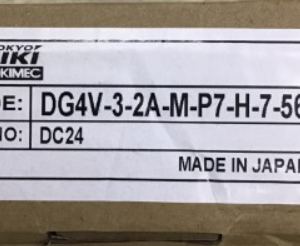 TOKYO
KEIKI
TOKIMEC
DE: DG4V-3-2A-M-P7-H-7-56
NO: DC24
MADE IN JAPAN